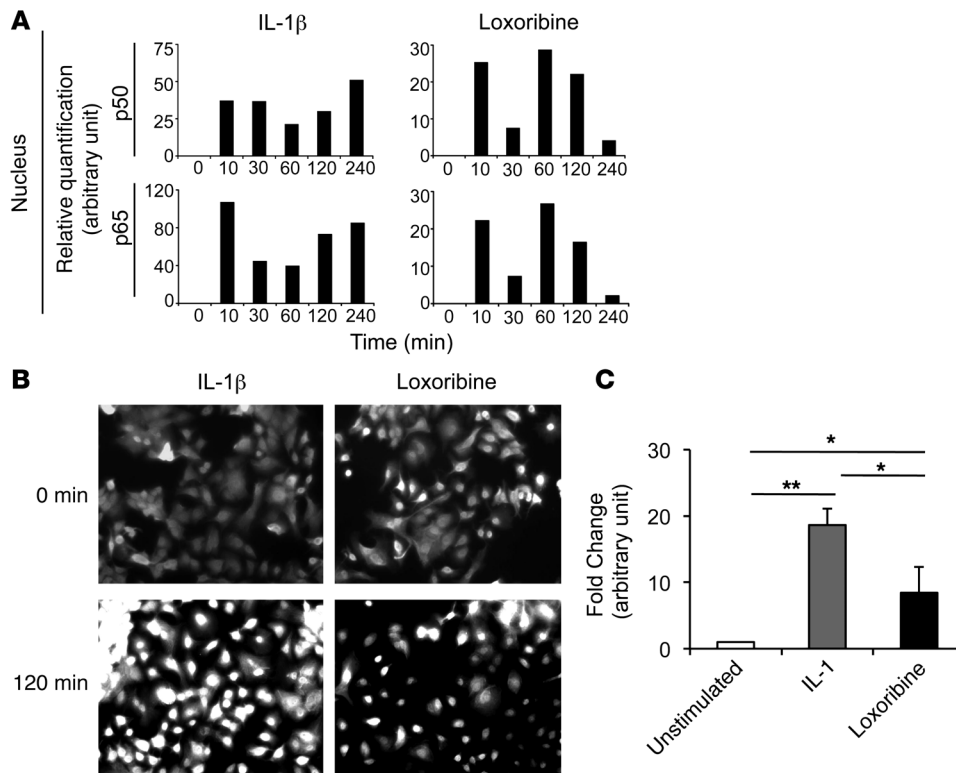 A
IL-1β
Loxoribine
Nucleus
Relative quantification
(arbitrary unit)
p50
75
50
25
0
0 10 30 60 120 240
30
20
10
0
0 10 30 60 120 240
p65
120
80
40
0
0 10 30 60 120 240
30
20
10
0
0 10 30 60 120 240
Time (min)
B
IL-1β
Loxoribine
0 min
120 min
C
Fold Change
(arbitrary unit)
30
20
10
0
*
**
*
Unstimulated
IL-1
Loxoribine